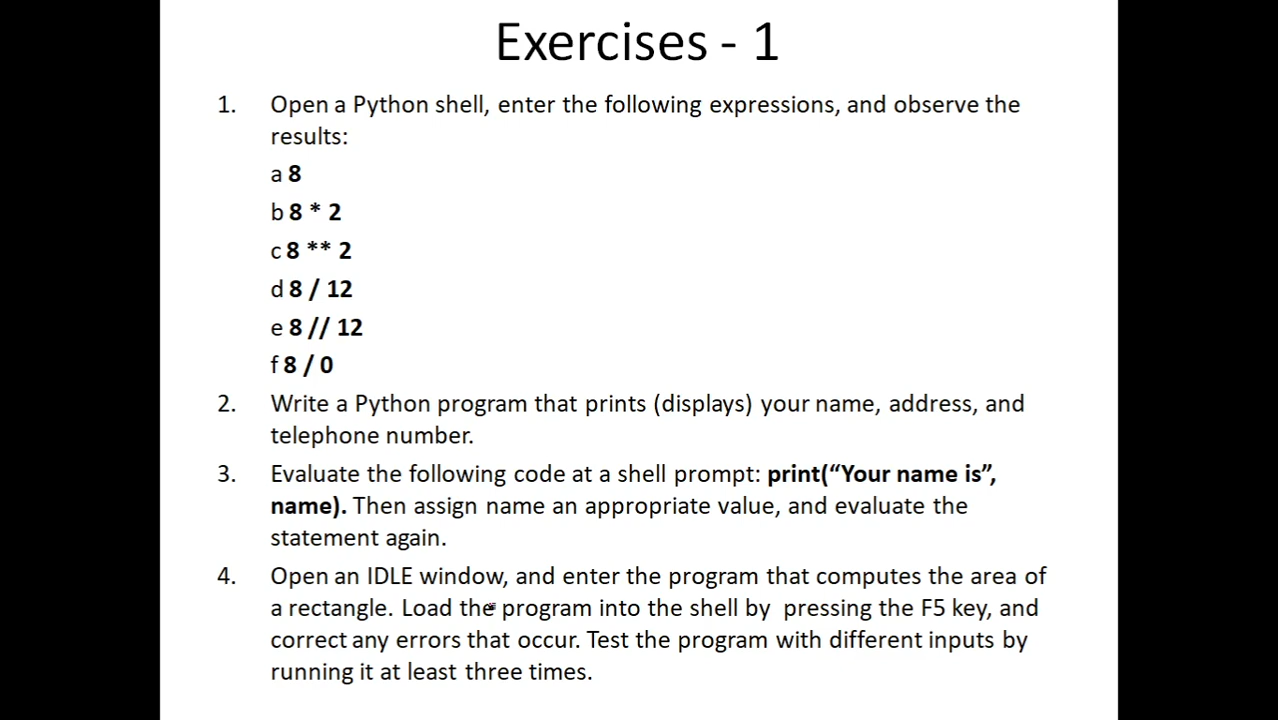 Exercises - 1
1. Open a Python shell, enter the following expressions, and observe the
results:
a 8
b 8 * 2
c 8 ** 2
d 8 / 12
e 8 // 12
f 8 / 0
2. Write a Python program that prints (displays) your name, address, and
telephone number.
3. Evaluate the following code at a shell prompt: print(“Your name is”,
name). Then assign name an appropriate value, and evaluate the
statement again.
4. Open an IDLE window, and enter the program that computes the area of
a rectangle. Load the program into the shell by pressing the F5 key, and
correct any errors that occur. Test the program with different inputs by
running it at least three times.